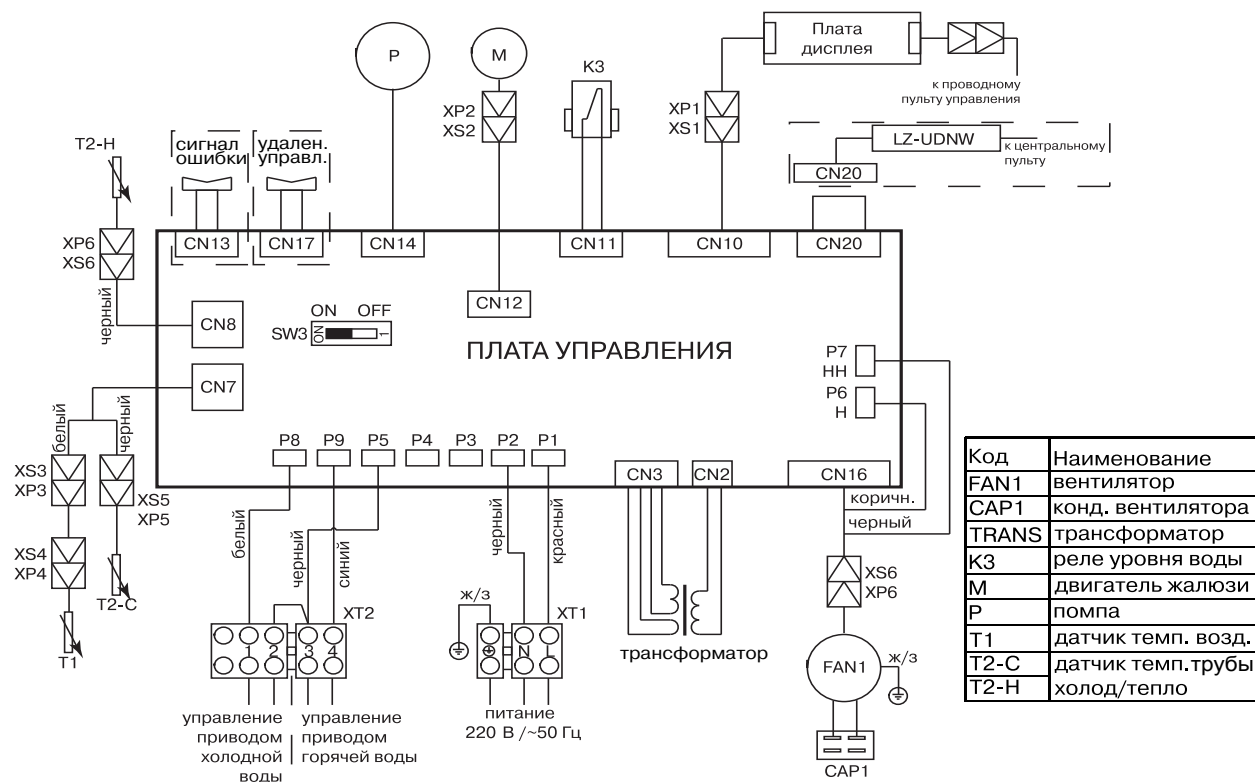 P
M
K3
Плата
дисплея
к проводному
пульту управления
XP2
XS2
XP1
XS1
T2-H
сигнал
ошибки
удален.
управл.
LZ-UDNW
к центральному
пульту
CN20
XP6
XS6
CN13
CN17
CN14
CN11
CN10
CN20
черный
CN8
ON OFF
SW3
ON
1
CN12
ПЛАТА УПРАВЛЕНИЯ
P7
HH
P6
H
CN7
белый
черный
P8
P9
P5
P4
P3
P2
P1
CN3
CN2
CN16
XS3
XP3
XS5
XP5
XS4
XP4
T2-C
T1
белый
черный
синий
черный
красный
коричн.
черный
XS6
XP6
XT2
1
2
3
4
ж/з
XT1
N
L
трансформатор
FAN1
ж/з
CAP1
управление
приводом
холодной
воды
управление
приводом
горячей воды
питание
220 В /~50 Гц
Код Наименование
FAN1 вентилятор
CAP1 конд. вентилятора
TRANS трансформатор
K3 реле уровня воды
M двигатель жалюзи
P помпа
T1 датчик темп. возд.
T2-C датчик темп.трубы
T2-H холод/тепло